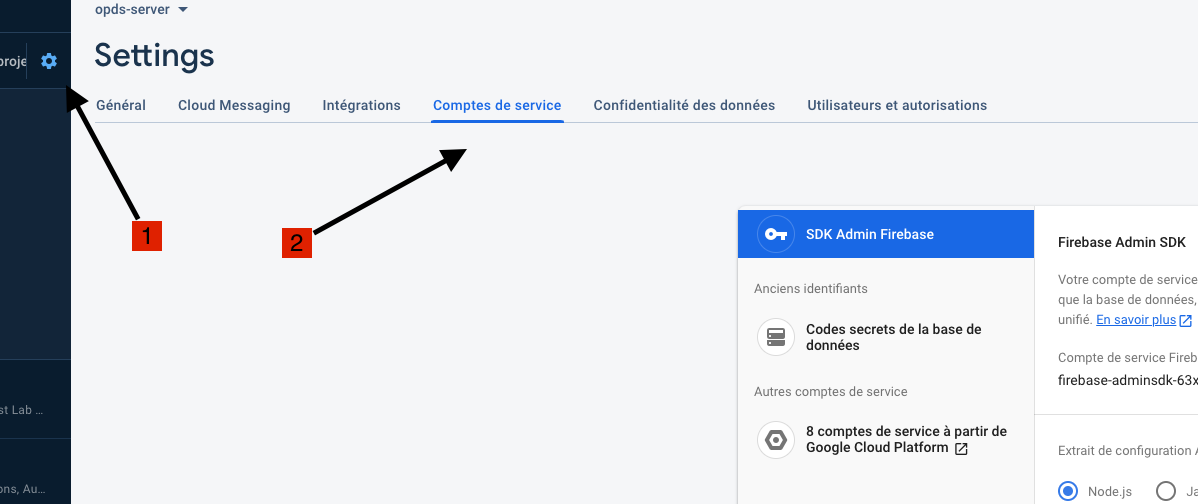 opds-server
Settings
Général Cloud Messaging Intégrations Comptes de service Confidentialité des données Utilisateurs et autorisations
1
2
SDK Admin Firebase
Anciens identifiants
Codes secrets de la base de
données
Autres comptes de service
8 comptes de service à partir de
Google Cloud Platform
Firebase Admin SDK
Votre compte de service
que la base de données,
unifié. En savoir plus
Compte de service Fireb
firebase-adminsdk-63x
Extrait de configuration A
Node.js Ja
proje
st Lab ...
ons, Au...